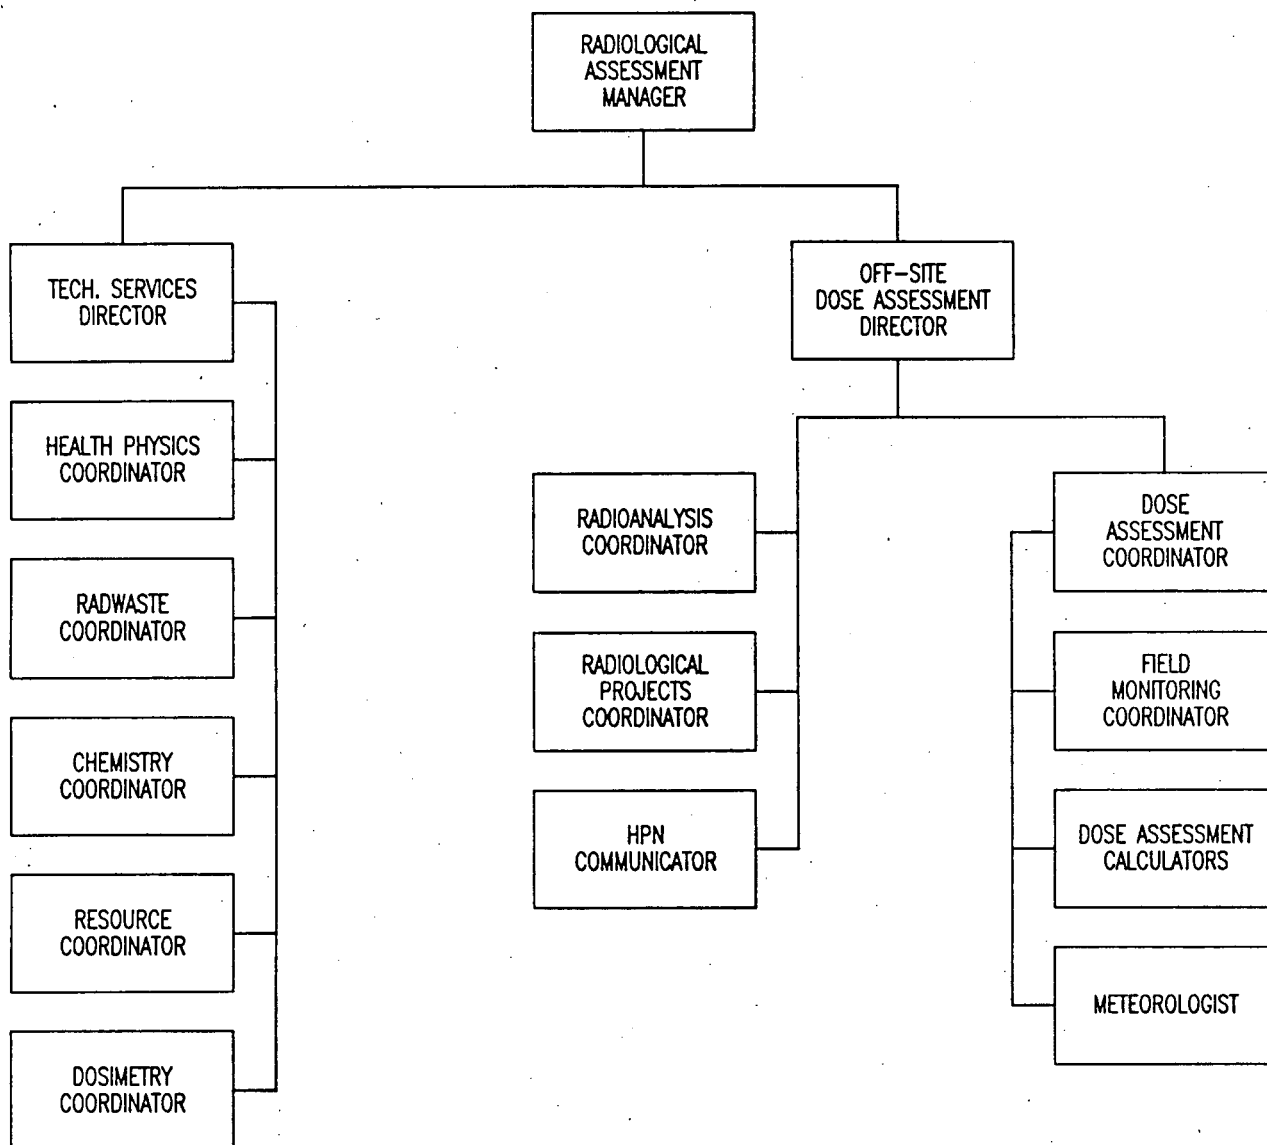 RADIOLOGICAL
ASSESSMENT
MANAGER
TECH. SERVICES
DIRECTOR
OFF-SITE
DOSE ASSESSMENT
DIRECTOR
HEALTH PHYSICS
COORDINATOR
RADWASTE
COORDINATOR
CHEMISTRY
COORDINATOR
RESOURCE
COORDINATOR
DOSIMETRY
COORDINATOR
RADIOANALYSIS
COORDINATOR
RADIOLOGICAL
PROJECTS
COORDINATOR
HPN
COMMUNICATOR
DOSE
ASSESSMENT
COORDINATOR
FIELD
MONITORING
COORDINATOR
DOSE ASSESSMENT
CALCULATORS
METEOROLOGIST